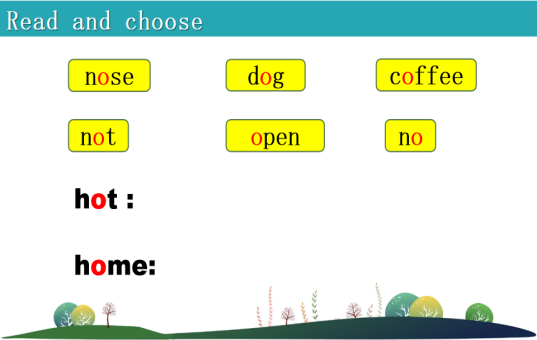 Read and choose
nose dog coffee
not open no
hot :
home: